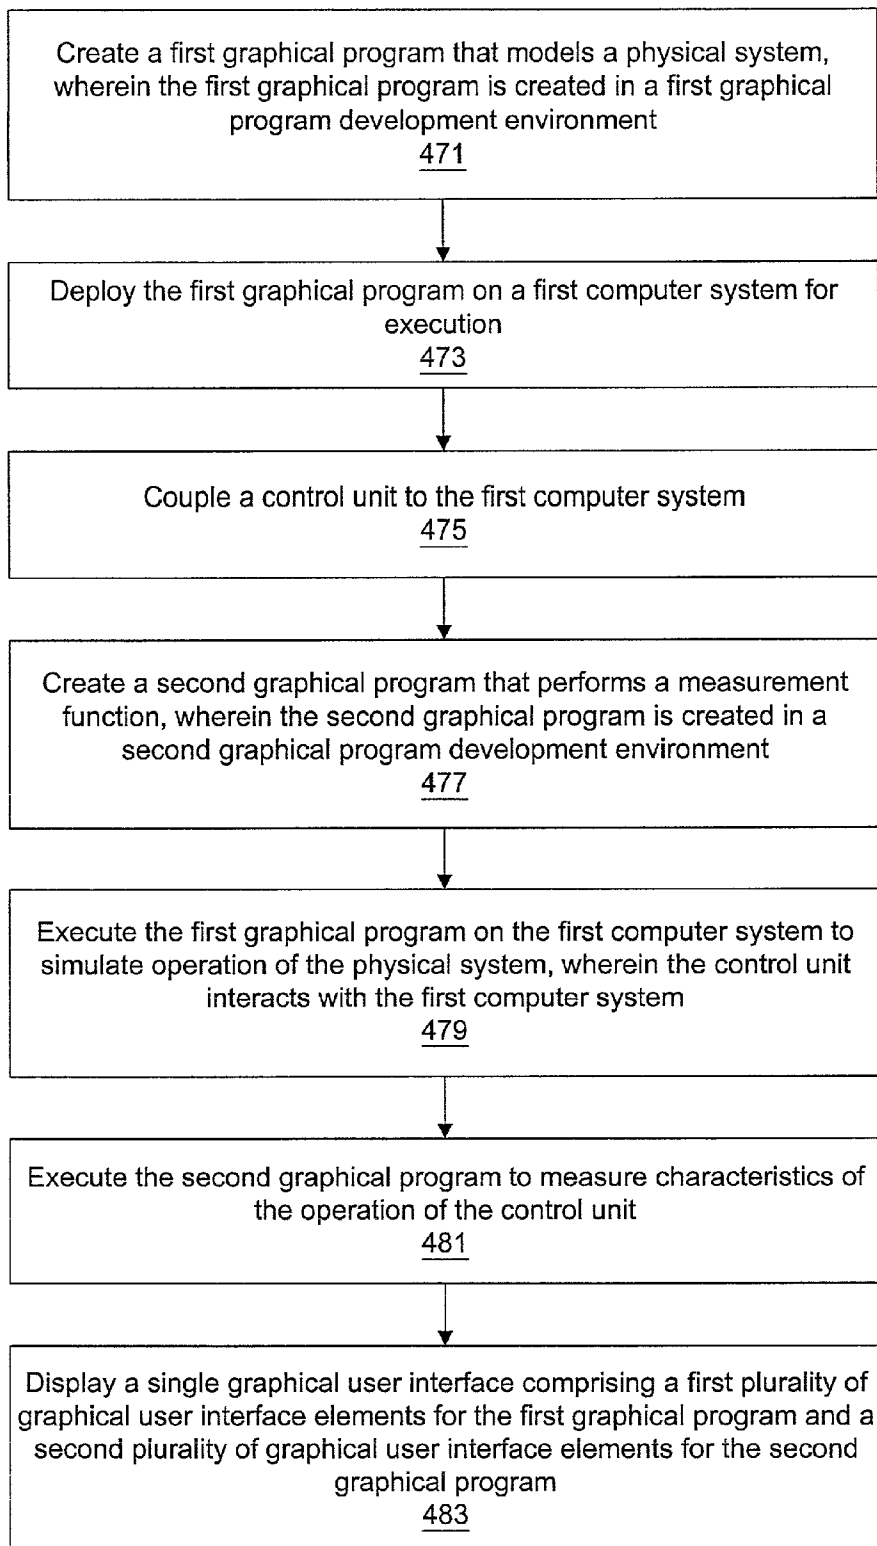 Create a first graphical program that models a physical system,
wherein the first graphical program is created in a first graphical
program development environment
471
Deploy the first graphical program on a first computer system for
execution
473
Couple a control unit to the first computer system
475
Create a second graphical program that performs a measurement
function, wherein the second graphical program is created in a
second graphical program development environment
477
Execute the first graphical program on the first computer system to
simulate operation of the physical system, wherein the control unit
interacts with the first computer system
479
Execute the second graphical program to measure characteristics of
the operation of the control unit
481
Display a single graphical user interface comprising a first plurality of
graphical user interface elements for the first graphical program and a
second plurality of graphical user interface elements for the second
graphical program
483